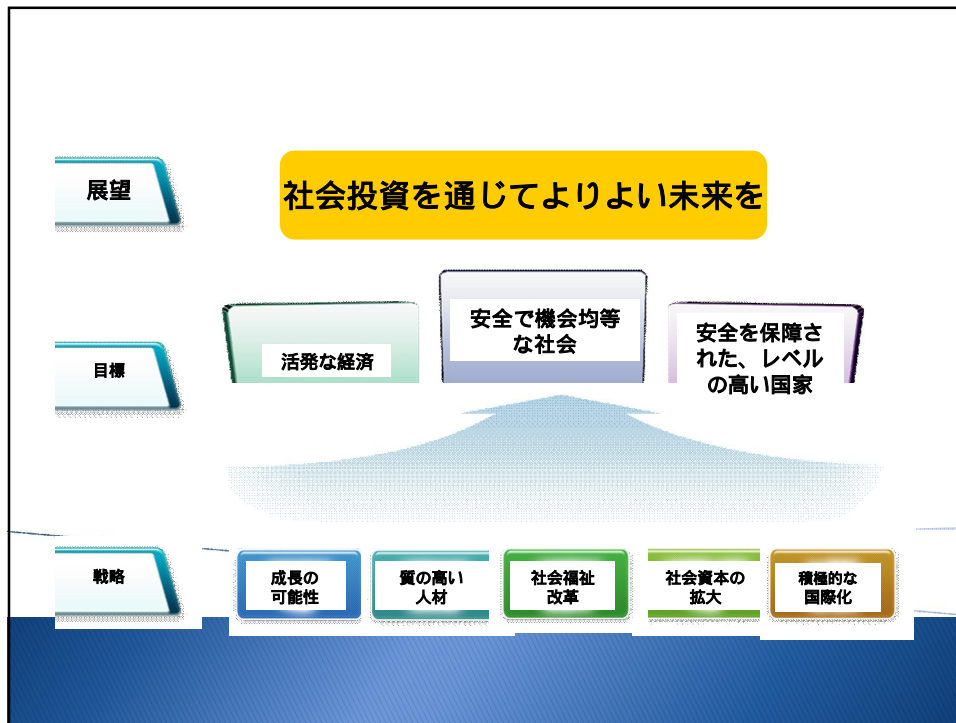 展望
社会投資を通じてよりよい未来を
目標
活発な経済
安全で機会均等
な社会
安全を保障さ
れた、レベル
の高い国家
戦略
成長の
可能性
質の高い
人材
社会福祉
改革
社会資本の
拡大
積極的な
国際化